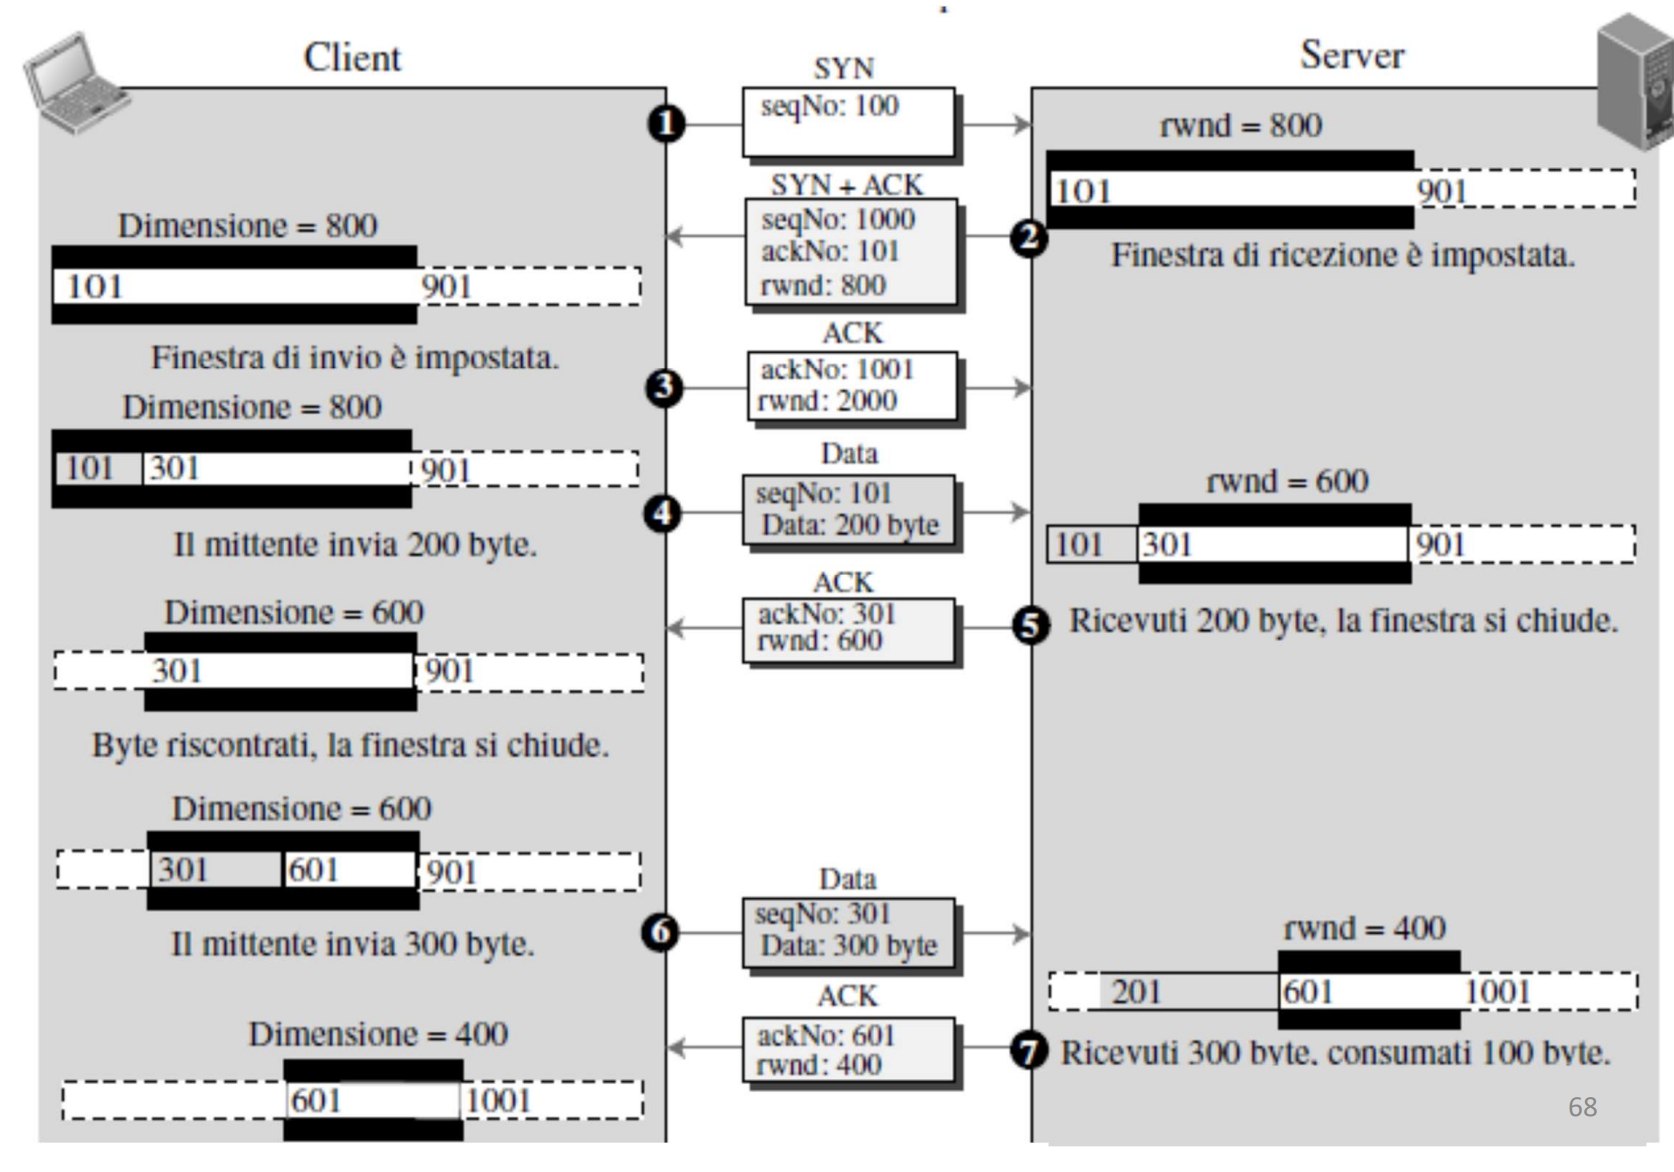 Client
Server
SYN
1
seqNo: 100
rwnd = 800
101
901
SYN + ACK
2
seqNo: 1000
ackNo: 101
rwnd: 800
Finestra di ricezione è impostata.
Dimensione = 800
101
901
Finestra di invio è impostata.
ACK
3
ackNo: 1001
rwnd: 2000
Dimensione = 800
101
301
901
Il mittente invia 200 byte.
Data
4
seqNo: 101
Data: 200 byte
rwnd = 600
101
301
901
ACK
5
ackNo: 301
rwnd: 600
Ricevuti 200 byte, la finestra si chiude.
Dimensione = 600
301
901
Byte riscontrati, la finestra si chiude.
Dimensione = 600
301
601
901
Il mittente invia 300 byte.
Data
6
seqNo: 301
Data: 300 byte
rwnd = 400
201
601
1001
ACK
7
ackNo: 601
rwnd: 400
Ricevuti 300 byte, consumati 100 byte.
Dimensione = 400
601
1001
68